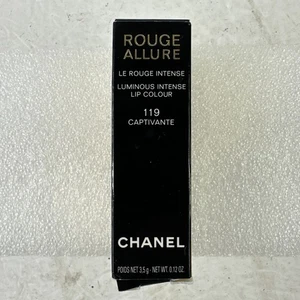 ROUGE
ALLURE
LE ROUGE INTENSE
LUMINOUS INTENSE
LIP COLOUR
119
CAPTIVANTE
CHANEL
POIDS NET 3,5 g - NET WT. 0.12 OZ.